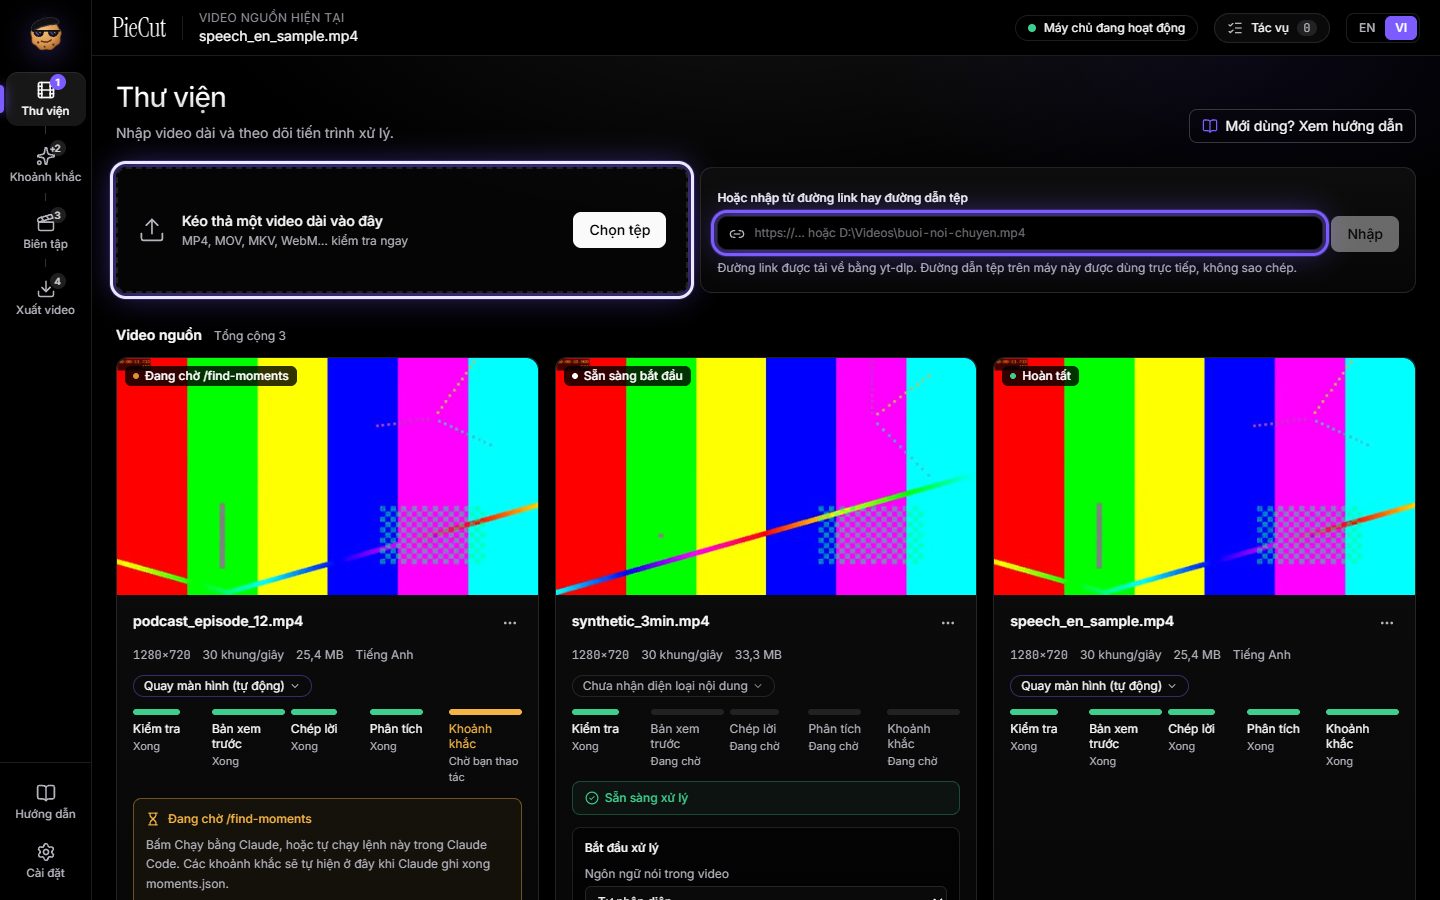 PieCut
VIDEO NGUỒN HIỆN TẠI
speech_en_sample.mp4
Máy chủ đang hoạt động
Tác vụ 0
EN
VI
1
Thư viện
2
Khoảnh khắc
3
Biên tập
4
Xuất video
Hướng dẫn
Cài đặt
Thư viện
Nhập video dài và theo dõi tiến trình xử lý.
Mới dùng? Xem hướng dẫn
Kéo thả một video dài vào đây
MP4, MOV, MKV, WebM... kiểm tra ngay
Chọn tệp
Hoặc nhập từ đường link hay đường dẫn tệp
https://... hoặc D:\Videos\buoi-noi-chuyen.mp4
Nhập
Đường link được tải về bằng yt-dlp. Đường dẫn tệp trên máy này được dùng trực tiếp, không sao chép.
Video nguồn Tổng cộng 3
Đang chờ /find-moments
podcast_episode_12.mp4
1280×720 30 khung/giây 25,4 MB Tiếng Anh
Quay màn hình (tự động)
Kiểm tra
Xong
Bản xem
trước
Xong
Chép lời
Xong
Phân tích
Xong
Khoảnh
khắc
Chờ bạn thao
tác
Đang chờ /find-moments
Bấm Chạy bằng Claude, hoặc tự chạy lệnh này trong Claude
Code. Các khoảnh khắc sẽ tự hiện ở đây khi Claude ghi xong
moments.json.
Sẵn sàng bắt đầu
synthetic_3min.mp4
1280×720 30 khung/giây 33,3 MB
Chưa nhận diện loại nội dung
Kiểm tra
Xong
Bản xem
trước
Đang chờ
Chép lời
Đang chờ
Phân tích
Đang chờ
Khoảnh
khắc
Đang chờ
Sẵn sàng xử lý
Bắt đầu xử lý
Ngôn ngữ nói trong video
Tự nhận diện
Hoàn tất
speech_en_sample.mp4
1280×720 30 khung/giây 25,4 MB Tiếng Anh
Quay màn hình (tự động)
Kiểm tra
Xong
Bản xem
trước
Xong
Chép lời
Xong
Phân tích
Xong
Khoảnh
khắc
Xong